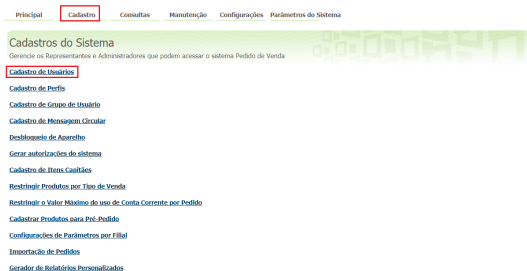 Principal Cadastro Consultas Manutenção Configurações Parâmetros do Sistema
Cadastros do Sistema
Gerencie os Representantes e Administradores que podem acessar o sistema Pedido de Venda
Cadastro de Usuários
Cadastro de Perfis
Cadastro de Grupo de Usuário
Cadastro de Mensagem Circular
Desbloqueio de Aparelho
Gerar autorizações do sistema
Cadastro de Itens Capitães
Restringir Produtos por Tipo de Venda
Restringir o Valor Máximo do uso de Conta Corrente por Pedido
Cadastrar Produtos para Pré-Pedido
Configurações de Parâmetros por Filial
Importação de Pedidos
Gerador de Relatórios Personalizados